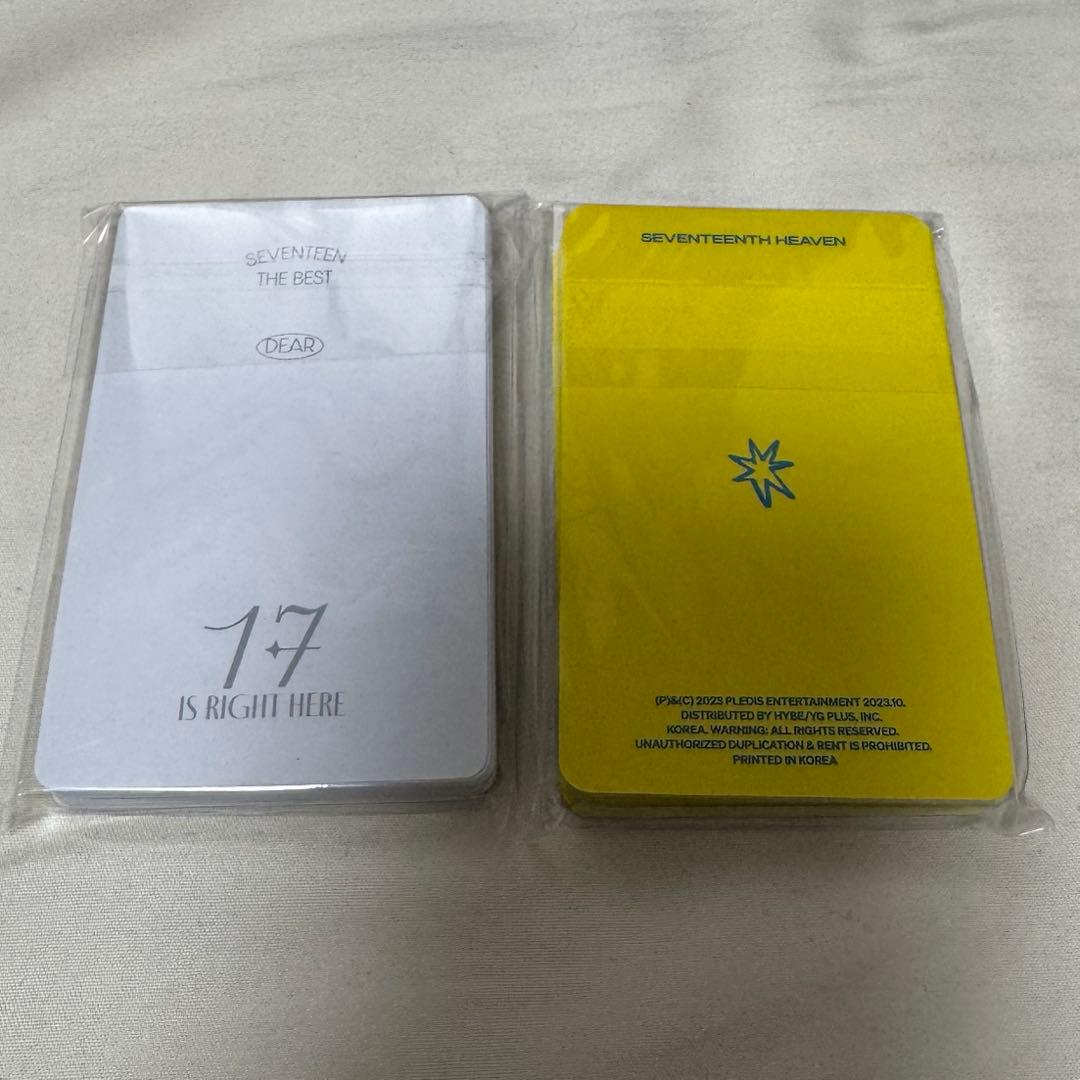 SEVENTEEN
THE BEST
DEAR
17
IS RIGHT HERE
SEVENTEENTH HEAVEN
(P)&(C) 2023 PLEDIS ENTERTAINMENT 2023.10.
DISTRIBUTED BY HYBE/YG PLUS, INC.
KOREA. WARNING: ALL RIGHTS RESERVED.
UNAUTHORIZED DUPLICATION & RENT IS PROHIBITED.
PRINTED IN KOREA